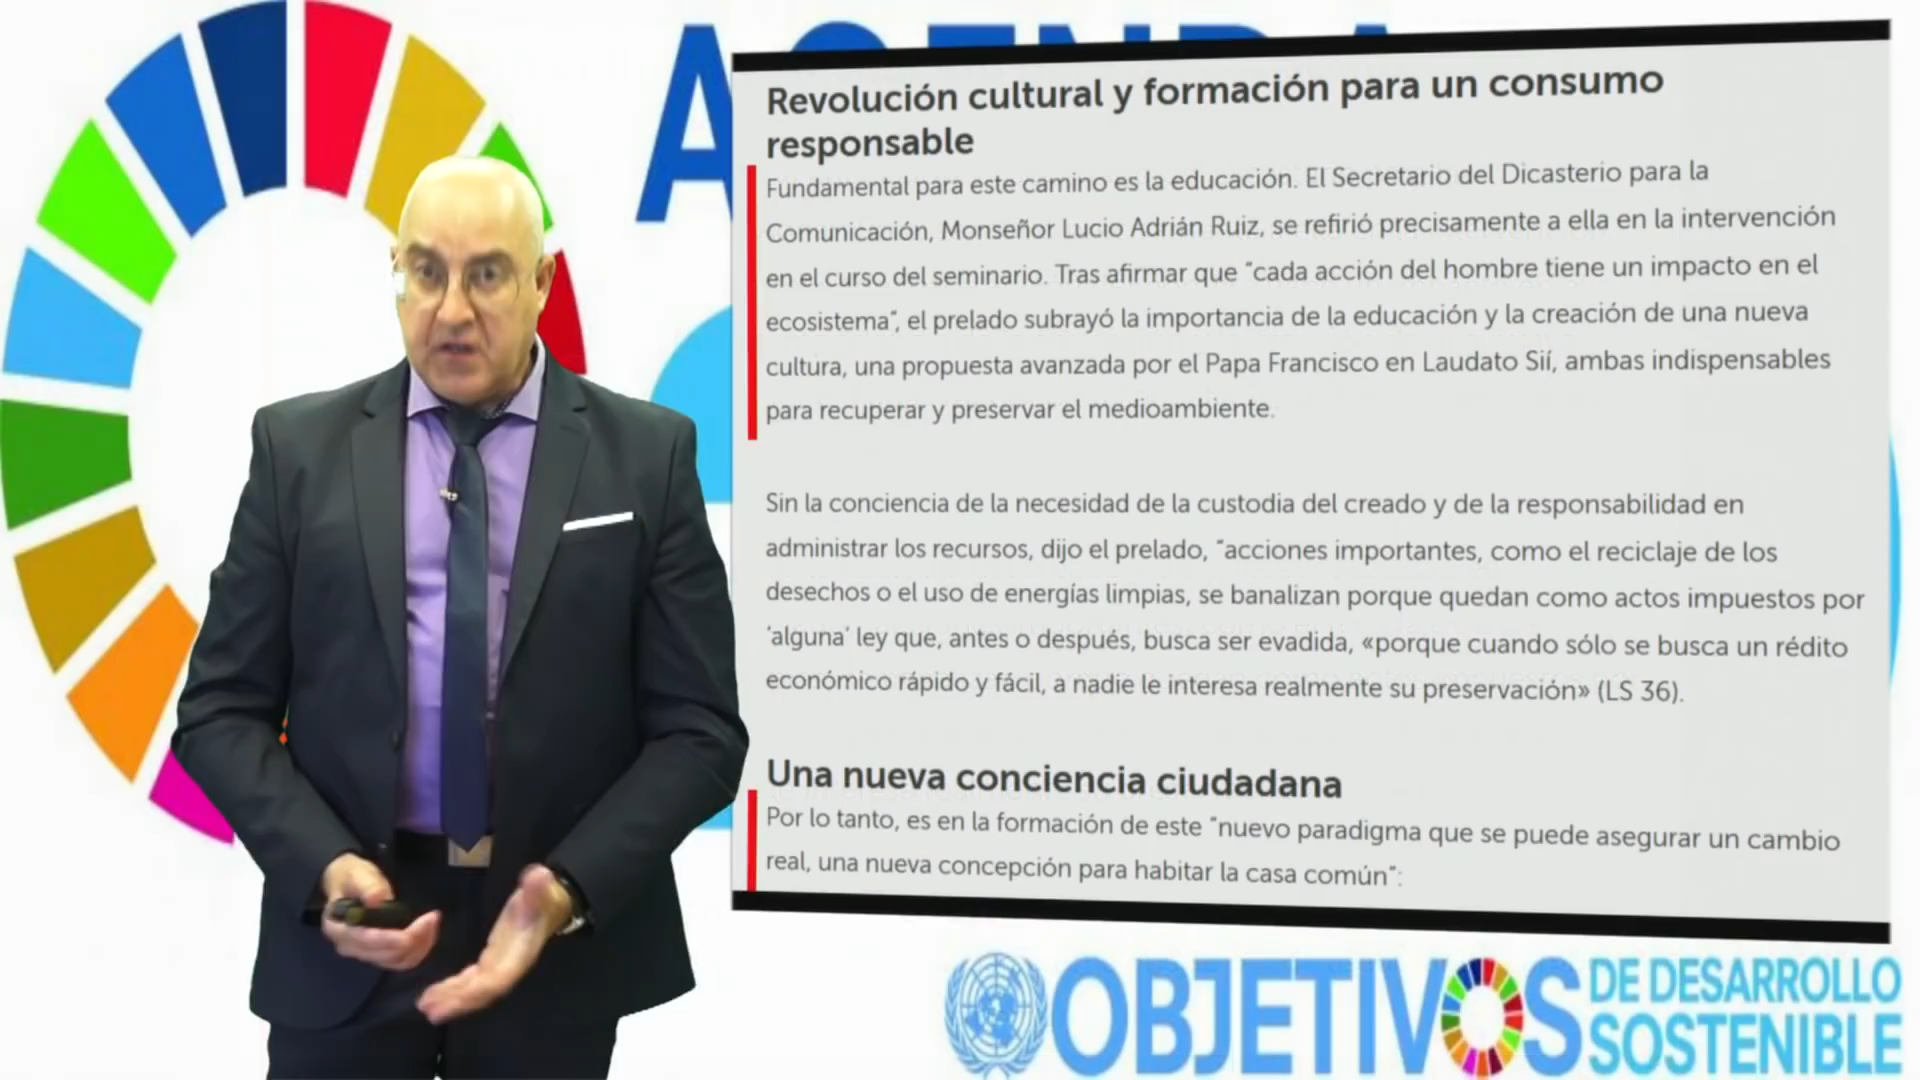 AGENDA
Revolución cultural y formación para un consumo
responsable
Fundamental para este camino es la educación. El Secretario del Dicasterio para la
Comunicación, Monseñor Lucio Adrián Ruiz, se refirió precisamente a ella en la intervención
en el curso del seminario. Tras afirmar que “cada acción del hombre tiene un impacto en el
ecosistema”, el prelado subrayó la importancia de la educación y la creación de una nueva
cultura, una propuesta avanzada por el Papa Francisco en Laudato Sií, ambas indispensables
para recuperar y preservar el medioambiente.
Sin la conciencia de la necesidad de la custodia del creado y de la responsabilidad en
administrar los recursos, dijo el prelado, “acciones importantes, como el reciclaje de los
desechos o el uso de energías limpias, se banalizan porque quedan como actos impuestos por
‘alguna’ ley que, antes o después, busca ser evadida, «porque cuando sólo se busca un rédito
económico rápido y fácil, a nadie le interesa realmente su preservación» (LS 36).
Una nueva conciencia ciudadana
Por lo tanto, es en la formación de este “nuevo paradigma que se puede asegurar un cambio
real, una nueva concepción para habitar la casa común”:
OBJETIVOS
DE DESARROLLO
SOSTENIBLE